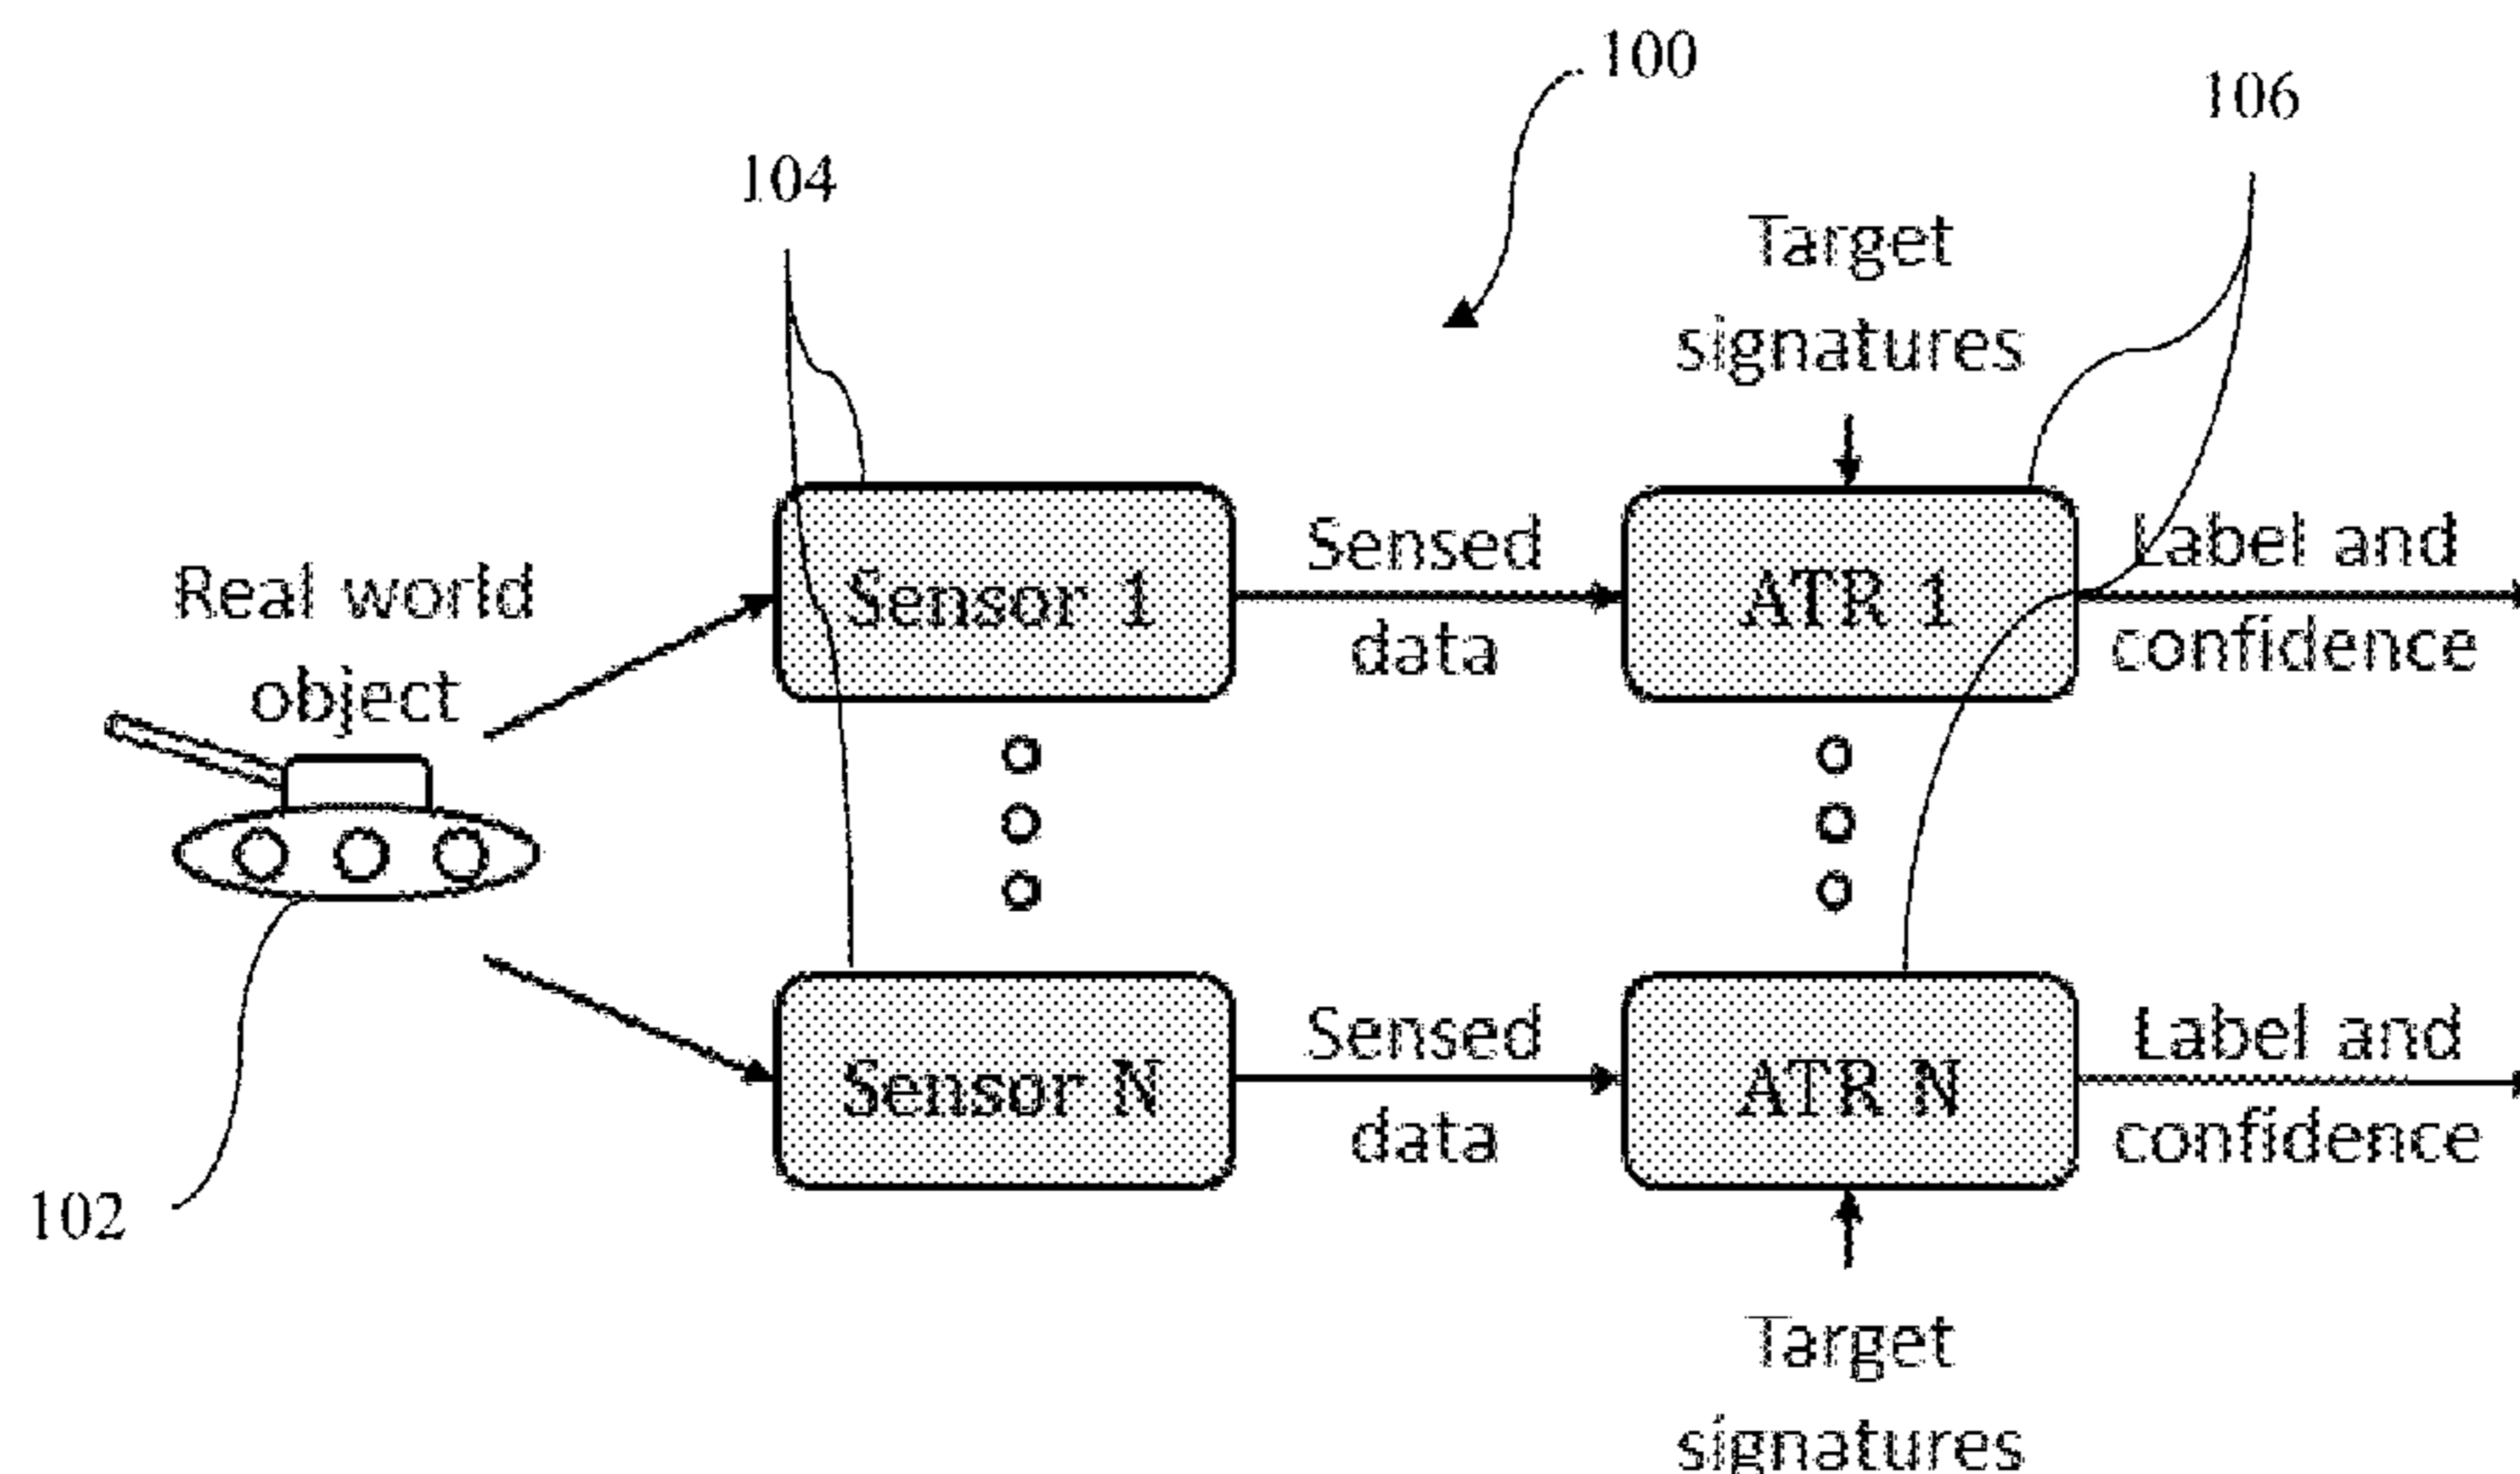 100
106
104
Target
signatures
Real world
object
Sensor 1
Sensed
data
ATR 1
Label and
confidence
Sensor N
Sensed
data
ATR N
Label and
confidence
102
Target
signatures